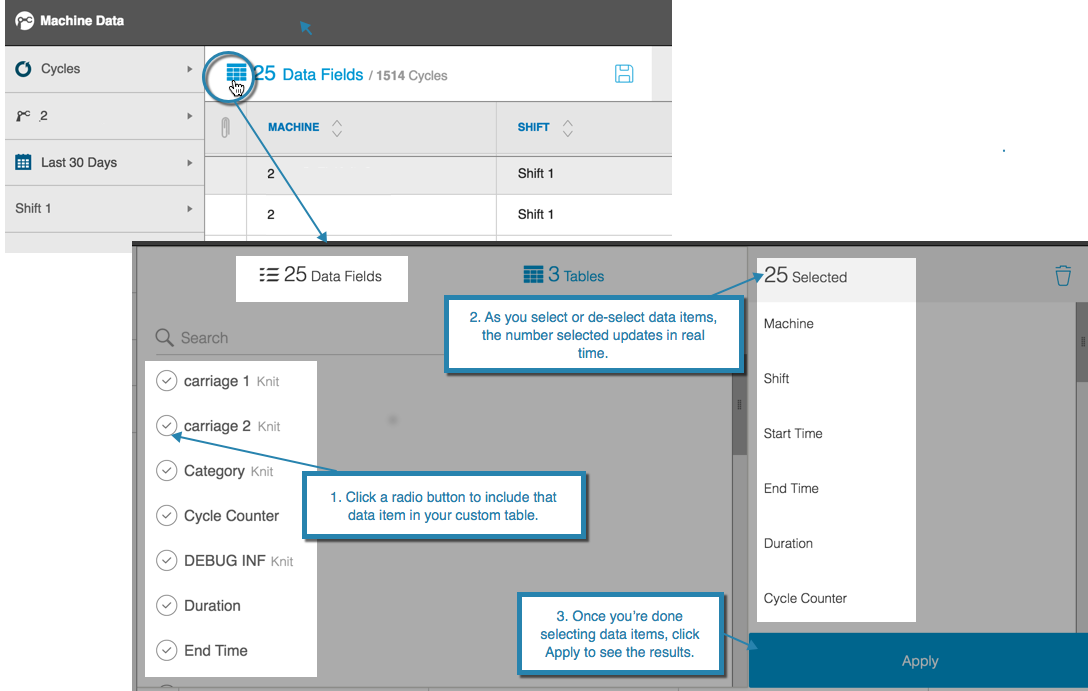 Machine Data
Cycles
2
Last 30 Days
Shift 1
25 Data Fields / 1514 Cycles
MACHINE SHIFT
2 Shift 1
2 Shift 1
25 Data Fields
3 Tables
25 Selected
Search
2. As you select or de-select data items,
the number selected updates in real
time.
carriage 1 Knit
carriage 2 Knit
Category Knit
Cycle Counter
DEBUG INF Knit
Duration
End Time
1. Click a radio button to include that
data item in your custom table.
Machine
Shift
Start Time
End Time
Duration
Cycle Counter
3. Once you're done
selecting data items, click
Apply to see the results.
Apply